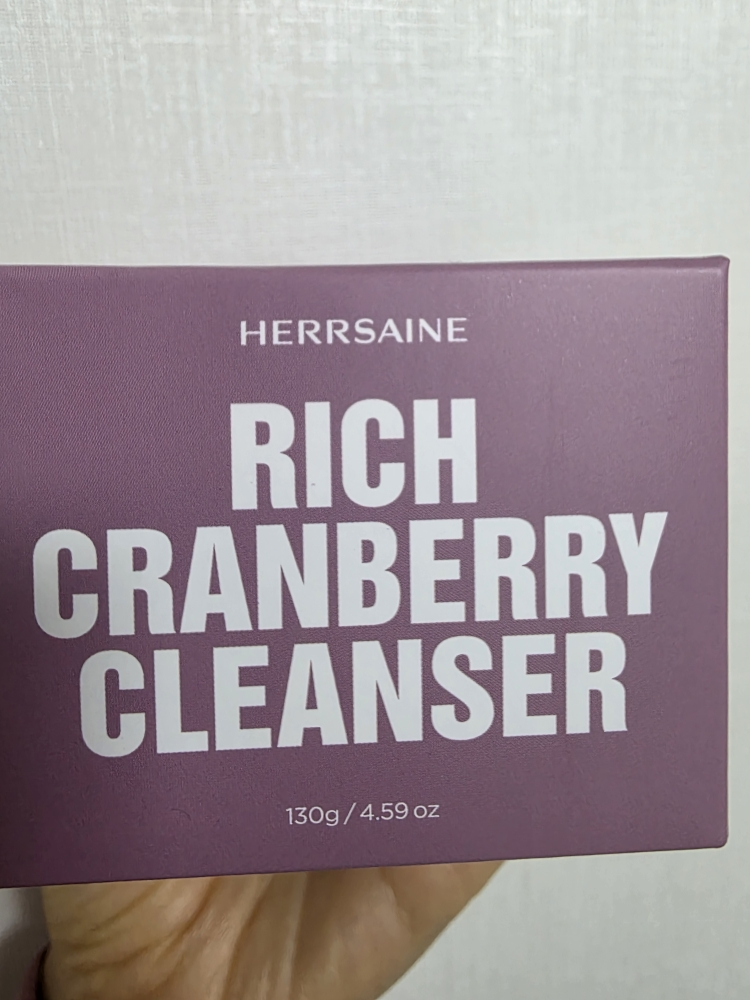 HERRSAINE
RICH
CRANBERRY
CLEANSER
130g / 4.59 oz